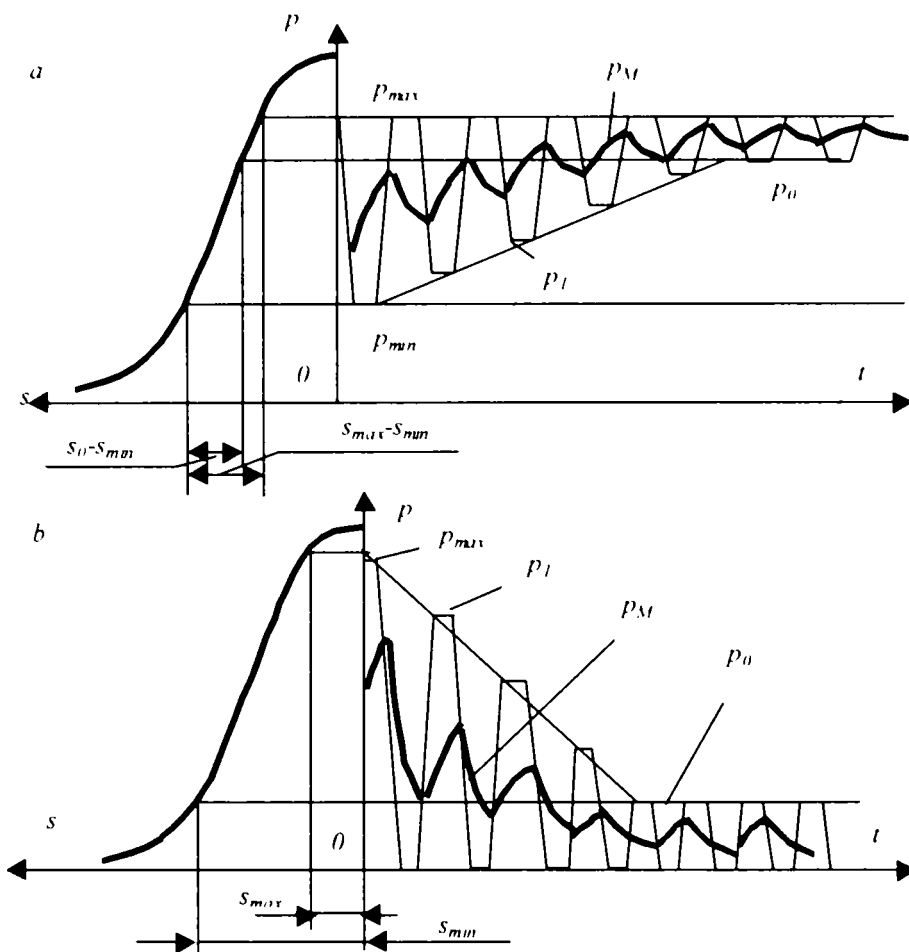 p
a
p_max
p_M
p_0
p_1
p_min
0
s
t
s_0-s_min
s_max-s_min
b
p
p_max
p_1
p_M
p_0
s
0
t
s_max
s_min